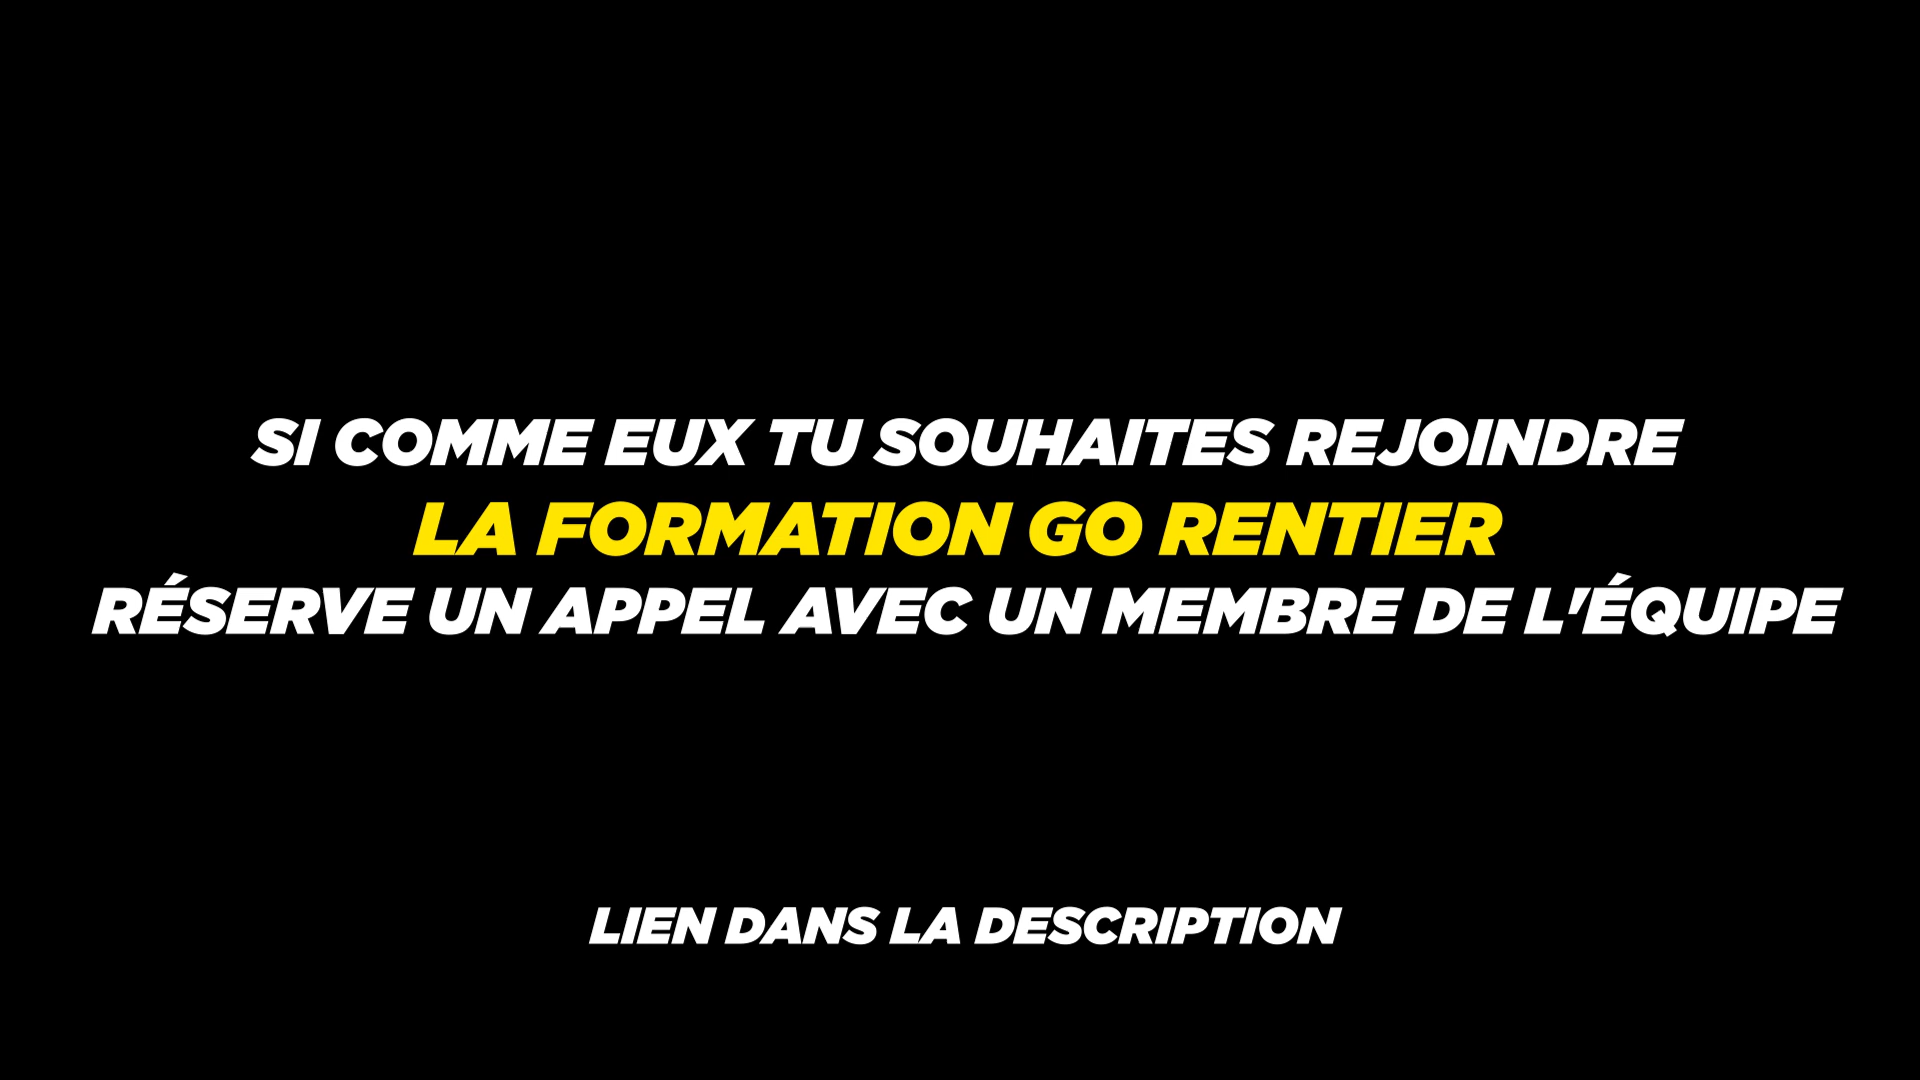 SI COMME EUX TU SOUHAITES REJOINDRE
LA FORMATION GO RENTIER
RÉSERVE UN APPEL AVEC UN MEMBRE DE L'ÉQUIPE
LIEN DANS LA DESCRIPTION